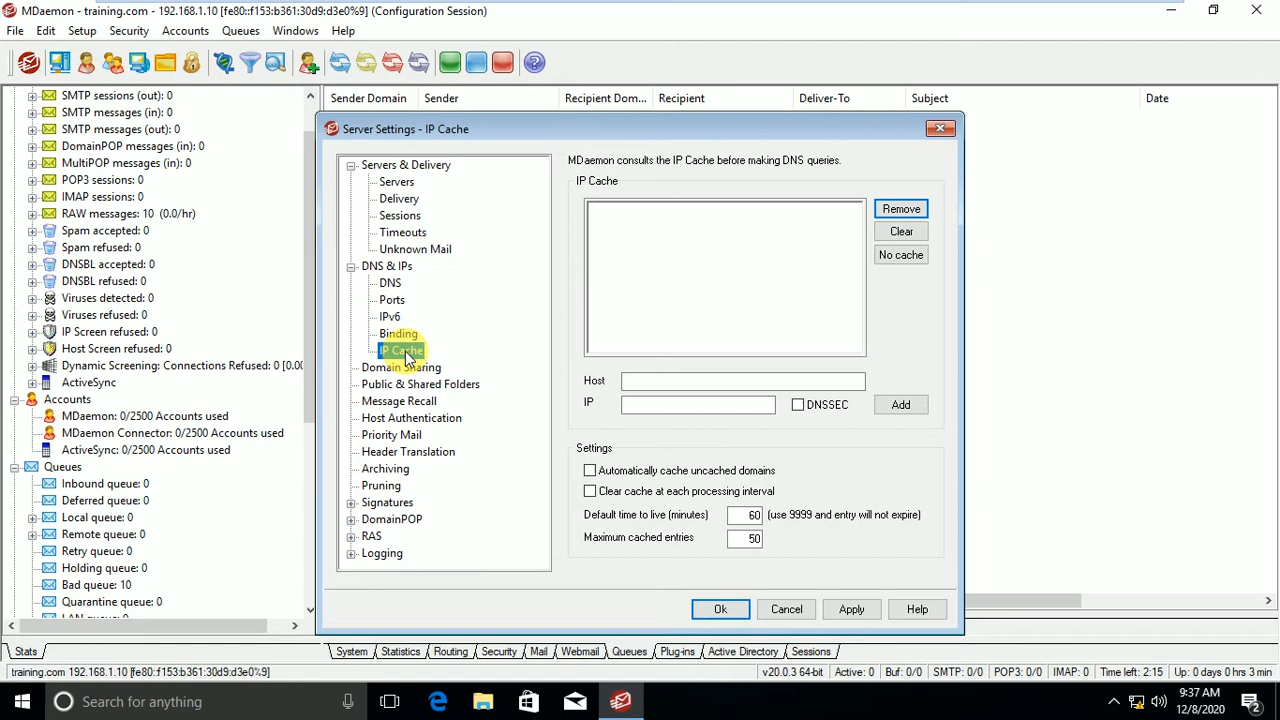 MDaemon - training.com - 192.168.1.10 [fe80::f153:b361:30d9:d3e0%9] (Configuration Session)
File Edit Setup Security Accounts Queues Windows Help
SMTP sessions (out): 0
SMTP messages (in): 0
SMTP messages (out): 0
DomainPOP messages (in): 0
MultiPOP messages (in): 0
POP3 sessions: 0
IMAP sessions: 0
RAW messages: 10 (0.0/hr)
Spam accepted: 0
Spam refused: 0
DNSBL accepted: 0
DNSBL refused: 0
Viruses detected: 0
Viruses refused: 0
IP Screen refused: 0
Host Screen refused: 0
Dynamic Screening: Connections Refused: 0 [0.00
ActiveSync
Accounts
MDaemon: 0/2500 Accounts used
MDaemon Connector: 0/2500 Accounts used
ActiveSync: 0/2500 Accounts used
Queues
Inbound queue: 0
Deferred queue: 0
Local queue: 0
Remote queue: 0
Retry queue: 0
Holding queue: 0
Bad queue: 10
Quarantine queue: 0
Stats
Sender Domain Sender Recipient Dom... Recipient Deliver-To Subject Date
Server Settings - IP Cache
Servers & Delivery
Servers
Delivery
Sessions
Timeouts
Unknown Mail
DNS & IPs
DNS
Ports
IPv6
Binding
IP Cache
Domain Sharing
Public & Shared Folders
Message Recall
Host Authentication
Priority Mail
Header Translation
Archiving
Pruning
Signatures
DomainPOP
RAS
Logging
MDaemon consults the IP Cache before making DNS queries.
IP Cache
Remove
Clear
No cache
Host
IP DNSSEC Add
Settings
Automatically cache uncached domains
Clear cache at each processing interval
Default time to live (minutes) 60 (use 9999 and entry will not expire)
Maximum cached entries 50
Ok Cancel Apply Help
System Statistics Routing Security Mail Webmail Queues Plug-ins Active Directory Sessions
training.com 192.168.1.10 [fe80::f153:b361:30d9:d3e0%9] v20.0.3 64-bit Active: 0 Buf: 0/0 SMTP: 0/0 POP3: 0/0 IMAP: 0 Time left: 2:15 Up: 0 days 0 hrs 3 min
Search for anything
9:37 AM
12/8/2020
2